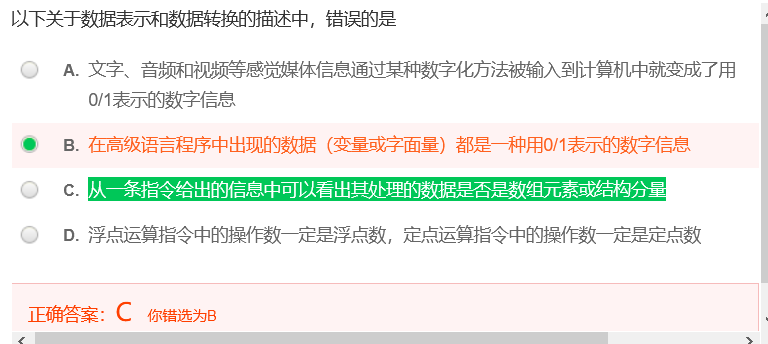 以下关于数据表示和数据转换的描述中，错误的是
A. 文字、音频和视频等感觉媒体信息通过某种数字化方法被输入到计算机中就变成了用
0/1表示的数字信息
B. 在高级语言程序中出现的数据（变量或字面量）都是一种用0/1表示的数字信息
C. 从一条指令给出的信息中可以看出其处理的数据是否是数组元素或结构分量
D. 浮点运算指令中的操作数一定是浮点数，定点运算指令中的操作数一定是定点数
正确答案：C 你错选为B